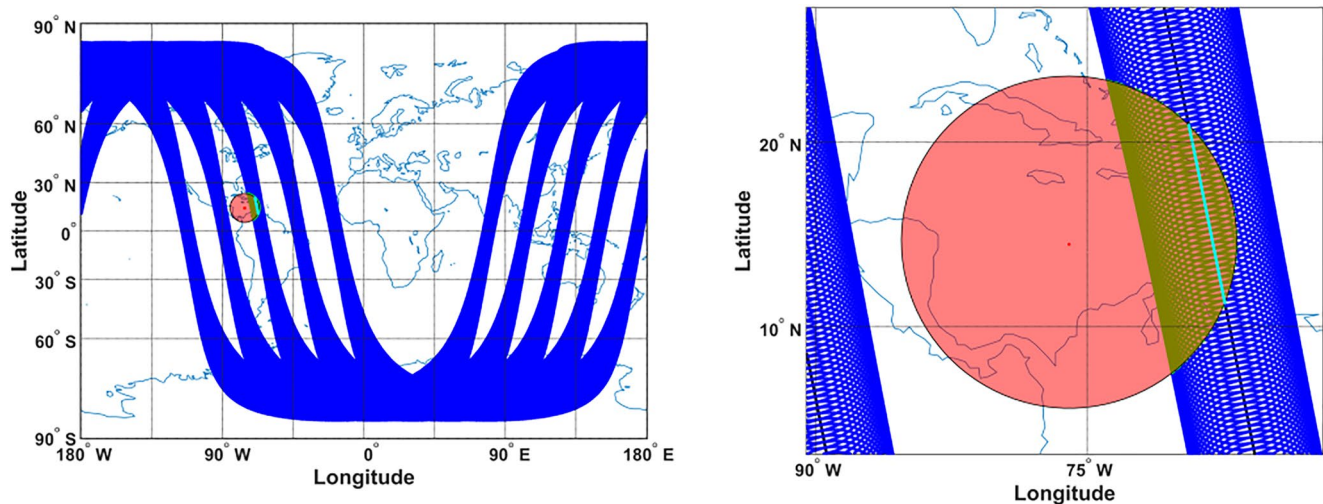 90° N
60° N
30° N
0°
30° S
60° S
90° S
Latitude
180° W
90° W
0°
90° E
180° E
Longitude
20° N
10° N
Latitude
90° W
75° W
Longitude